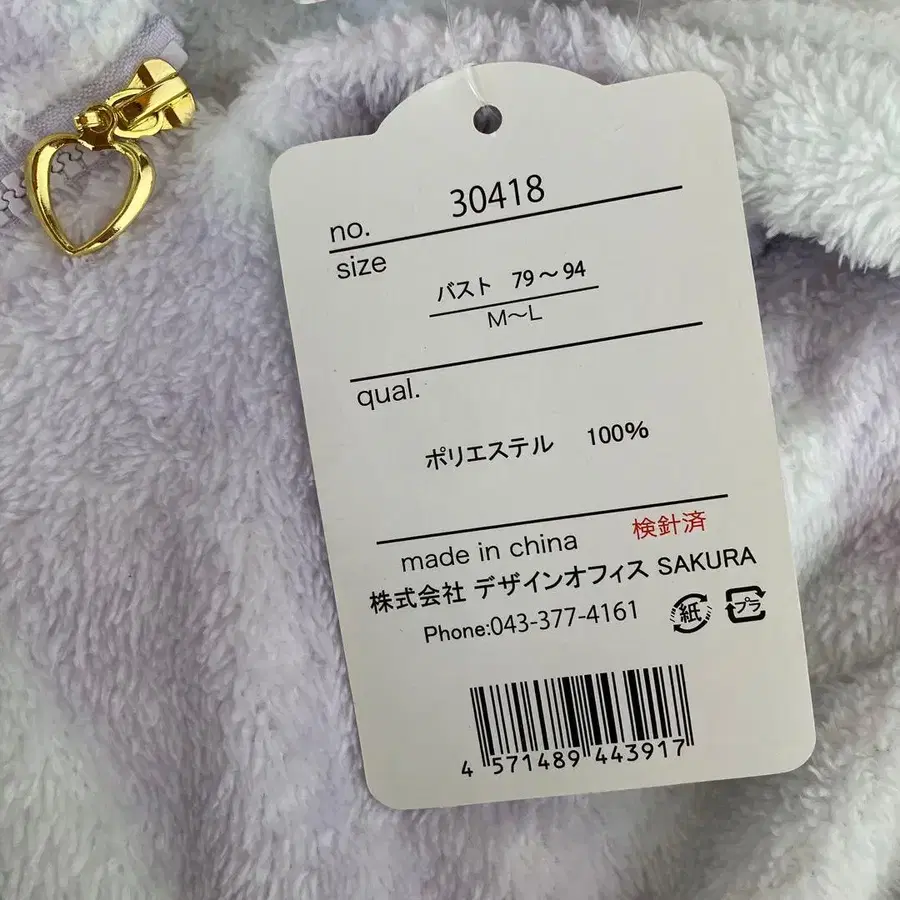 no. 30418
size
バスト 79～94
M～L
qual.
ポリエステル 100%
made in china 検針済
株式会社 デザインオフィス SAKURA
Phone:043-377-4161 紙 プラ
4 571489 443917